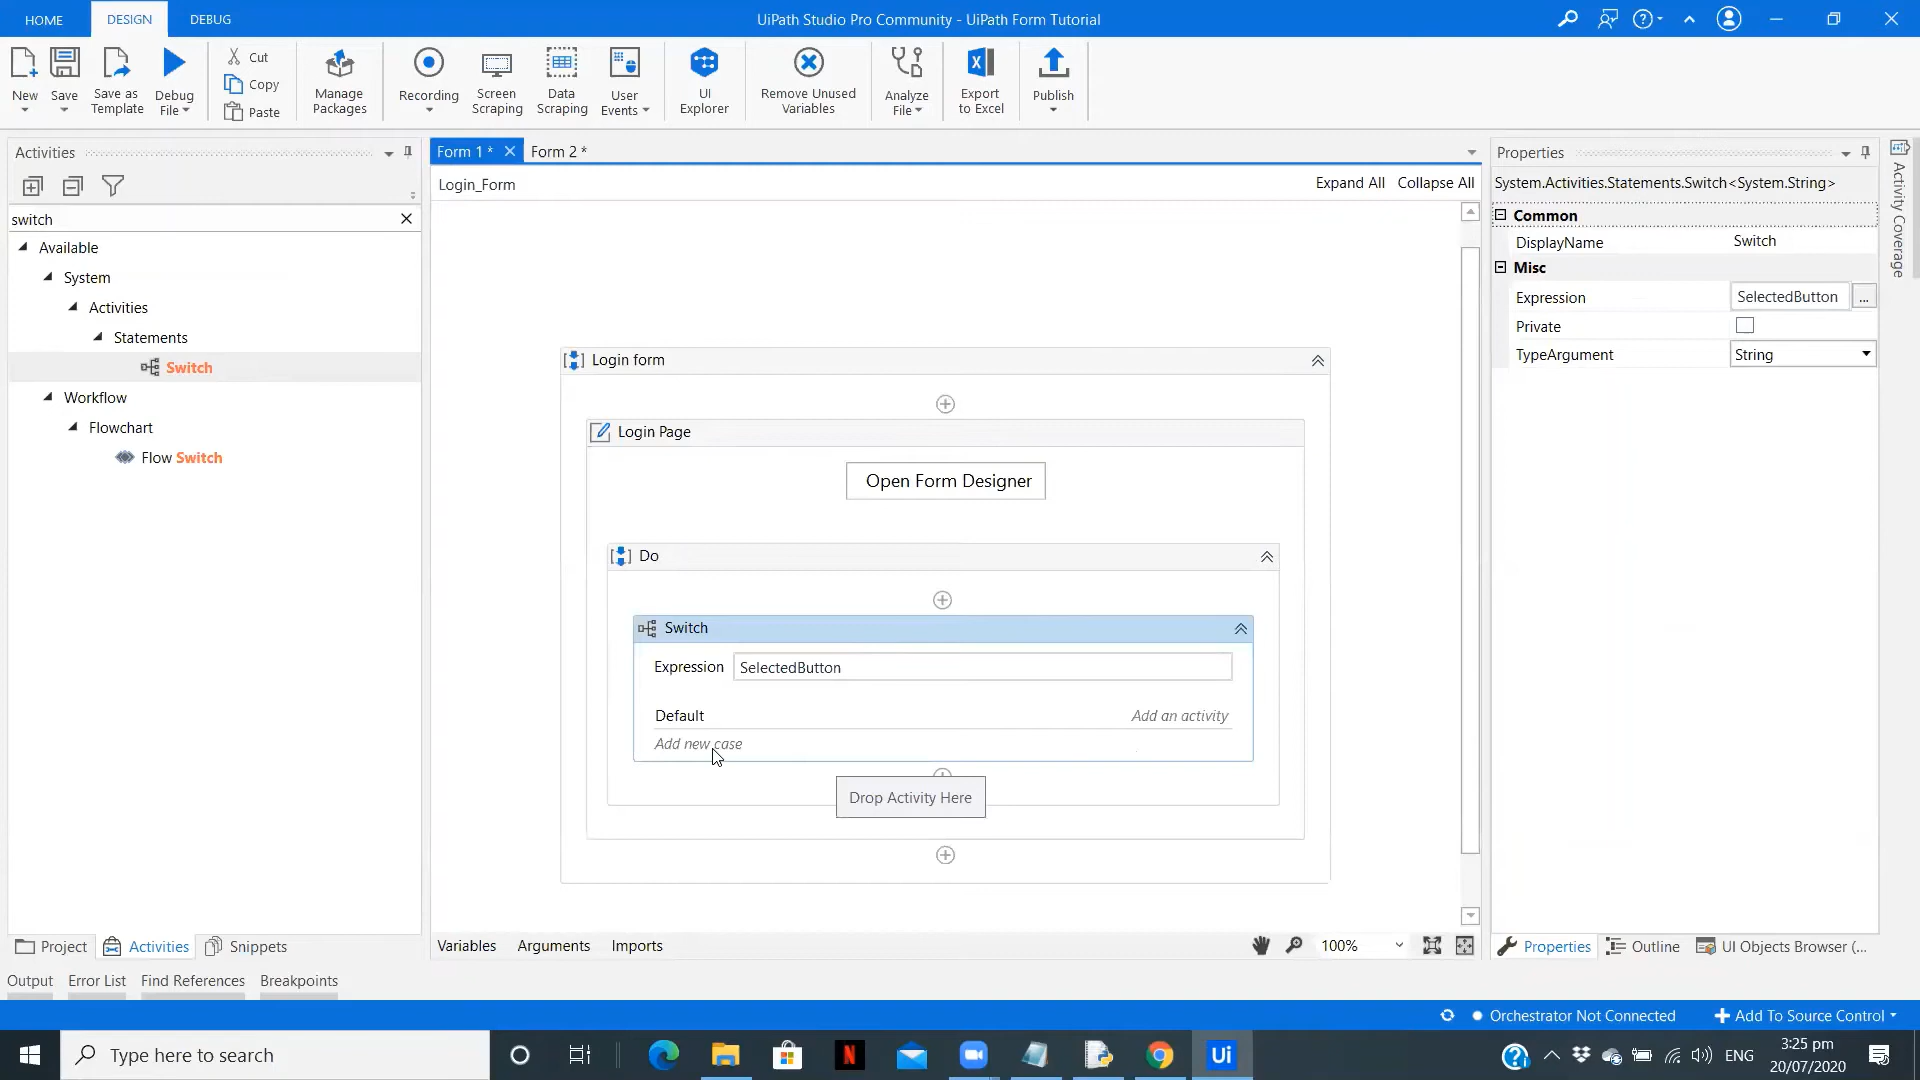 HOME DESIGN DEBUG
UiPath Studio Pro Community - UiPath Form Tutorial
New
Save
Save as Template
Debug File
Cut
Copy
Paste
Manage Packages
Recording
Screen Scraping
Data Scraping
User Events
UI Explorer
Remove Unused Variables
Analyze File
Export to Excel
Publish
Activities
switch
Available
System
Activities
Statements
Switch
Workflow
Flowchart
Flow Switch
Form 1 *
Form 2 *
Login_Form
Expand All Collapse All
Login form
Login Page
Open Form Designer
Do
Switch
Expression SelectedButton
Default Add an activity
Add new case
Drop Activity Here
Properties
System.Activities.Statements.Switch<System.String>
Common
DisplayName Switch
Misc
Expression SelectedButton ...
Private
TypeArgument String
Activity Coverage
Project Activities Snippets
Variables Arguments Imports
100%
Properties Outline UI Objects Browser (...
Output Error List Find References Breakpoints
Orchestrator Not Connected Add To Source Control
Type here to search
N
Ui
ENG
3:25 pm
20/07/2020